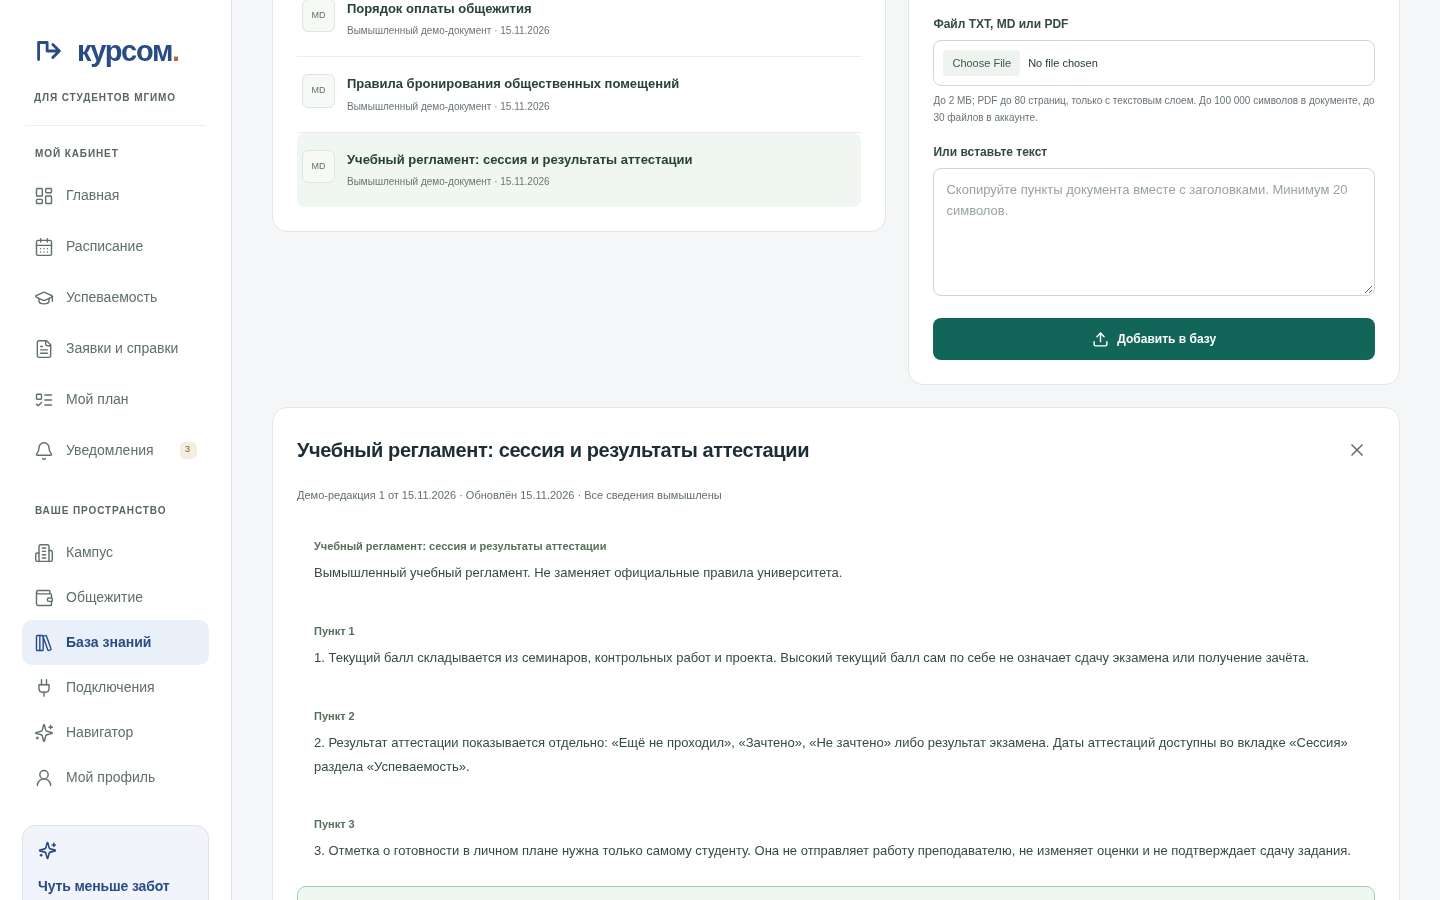 курсом.
ДЛЯ СТУДЕНТОВ МГИМО
МОЙ КАБИНЕТ
Главная
Расписание
Успеваемость
Заявки и справки
Мой план
Уведомления
3
ВАШЕ ПРОСТРАНСТВО
Кампус
Общежитие
База знаний
Подключения
Навигатор
Мой профиль
Чуть меньше забот
MD
Порядок оплаты общежития
Вымышленный демо-документ · 15.11.2026
MD
Правила бронирования общественных помещений
Вымышленный демо-документ · 15.11.2026
MD
Учебный регламент: сессия и результаты аттестации
Вымышленный демо-документ · 15.11.2026
Файл TXT, MD или PDF
Choose File No file chosen
До 2 МБ; PDF до 80 страниц, только с текстовым слоем. До 100 000 символов в документе, до
30 файлов в аккаунте.
Или вставьте текст
Скопируйте пункты документа вместе с заголовками. Минимум 20
символов.
Добавить в базу
Учебный регламент: сессия и результаты аттестации
Демо-редакция 1 от 15.11.2026 · Обновлён 15.11.2026 · Все сведения вымышлены
Учебный регламент: сессия и результаты аттестации
Вымышленный учебный регламент. Не заменяет официальные правила университета.
Пункт 1
1. Текущий балл складывается из семинаров, контрольных работ и проекта. Высокий текущий балл сам по себе не означает сдачу экзамена или получение зачёта.
Пункт 2
2. Результат аттестации показывается отдельно: «Ещё не проходил», «Зачтено», «Не зачтено» либо результат экзамена. Даты аттестаций доступны во вкладке «Сессия»
раздела «Успеваемость».
Пункт 3
3. Отметка о готовности в личном плане нужна только самому студенту. Она не отправляет работу преподавателю, не изменяет оценки и не подтверждает сдачу задания.